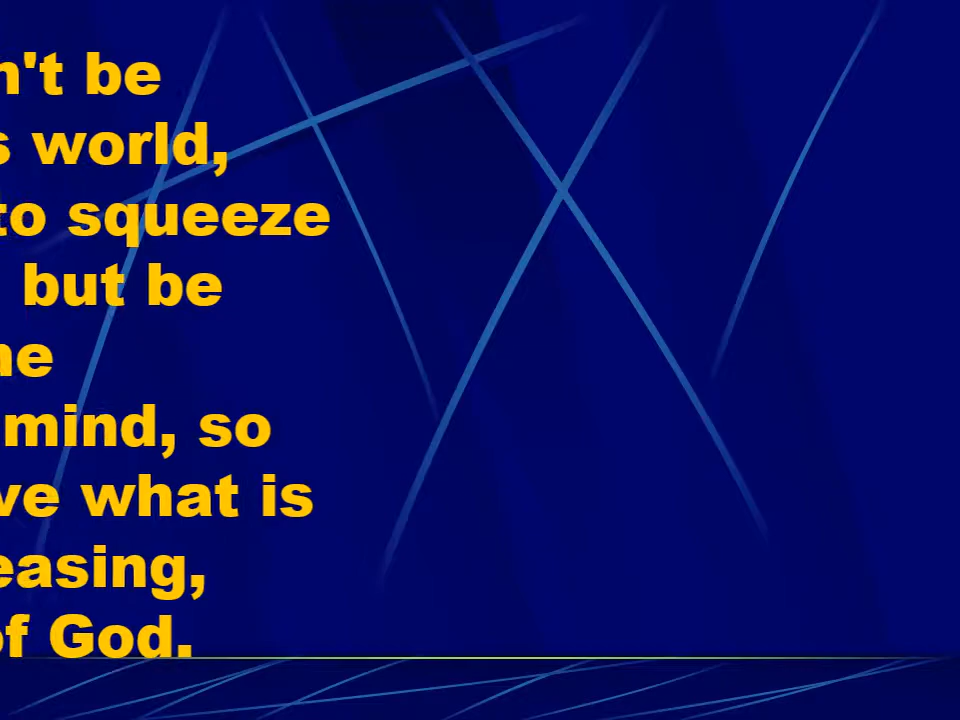 n't be
s world,
to squeeze
but be
ne
mind, so
ve what is
easing,
of God.